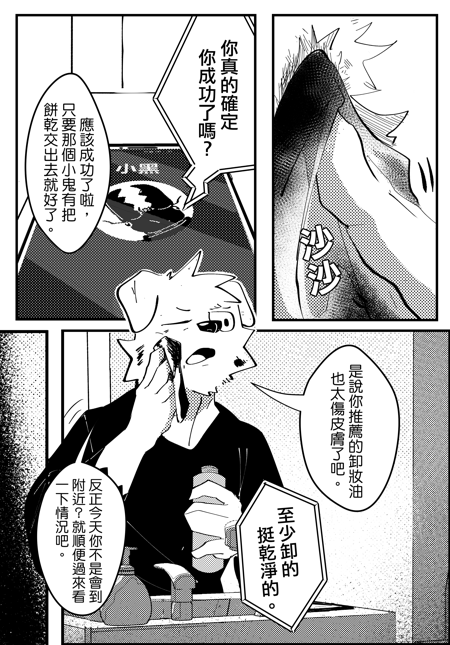 沙沙
你真的確定
你成功了嗎？
應該成功了啦，
只要那個小鬼有把
餅乾交出去就好了。
小黑
是說你推薦的卸妝油
也太傷皮膚了吧。
至少卸的
挺乾淨的。
反正今天你不是會到
附近？就順便過來看
一下情況吧。